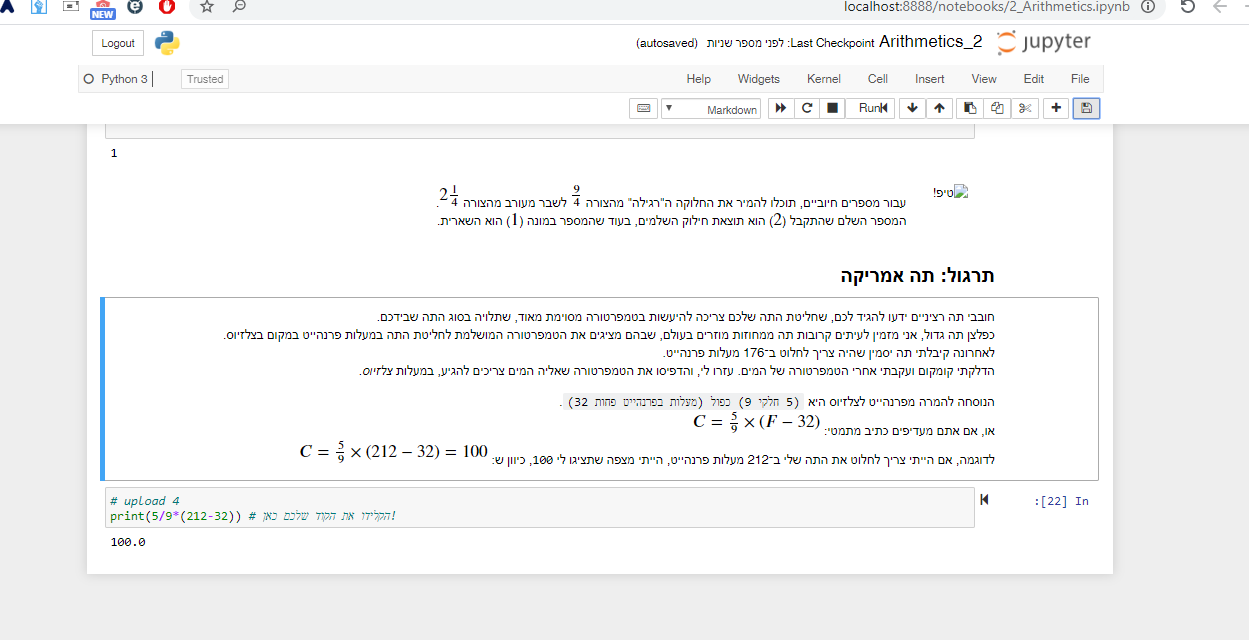 localhost:8888/notebooks/2_Arithmetics.ipynb
NEW
jupyter Arithmetics_2 Last Checkpoint: לפני מספר שניות (autosaved)
Logout
File Edit View Insert Cell Kernel Widgets Help
Trusted
Python 3
Run
Markdown
1
טיפ!
עבור מספרים חיוביים, תוכלו להמיר את החלוקה ה"רגילה" מהצורה 9/4 לשבר מעורב מהצורה 2 1/4.
המספר השלם שהתקבל (2) הוא תוצאת חילוק השלמים, בעוד שהמספר במונה (1) הוא השארית.
תרגול: תה אמריקה
חובבי תה רציניים ידעו להגיד לכם, שחליטת התה שלכם צריכה להיעשות בטמפרטורה מסוימת מאוד, שתלויה בסוג התה שבידכם.
כפלצן תה גדול, אני מזמין לעיתים קרובות תה ממחוזות מוזרים בעולם, שבהם מציגים את הטמפרטורה המושלמת לחליטת התה במעלות פרנהייט במקום בצלזיוס.
לאחרונה קיבלתי תה יסמין שהיה צריך לחלוט ב־176 מעלות פרנהייט.
הדלקתי קומקום ועקבתי אחרי הטמפרטורה של המים. עזרו לי, והדפיסו את הטמפרטורה שאליה המים צריכים להגיע, במעלות צלזיוס.
הנוסחה להמרה מפרנהייט לצלזיוס היא (5 חלקי 9) כפול (מעלות בפרנהייט פחות 32) .
או, אם אתם מעדיפים כתיב מתמטי: C = 5/9 × (F − 32)
לדוגמה, אם הייתי צריך לחלוט את התה שלי ב־212 מעלות פרנהייט, הייתי מצפה שתציגו לי 100, כיוון ש: C = 5/9 × (212 − 32) = 100
In [22]:
# upload 4
print(5/9*(212-32)) # הקלידו את הקוד שלכם כאן!
100.0